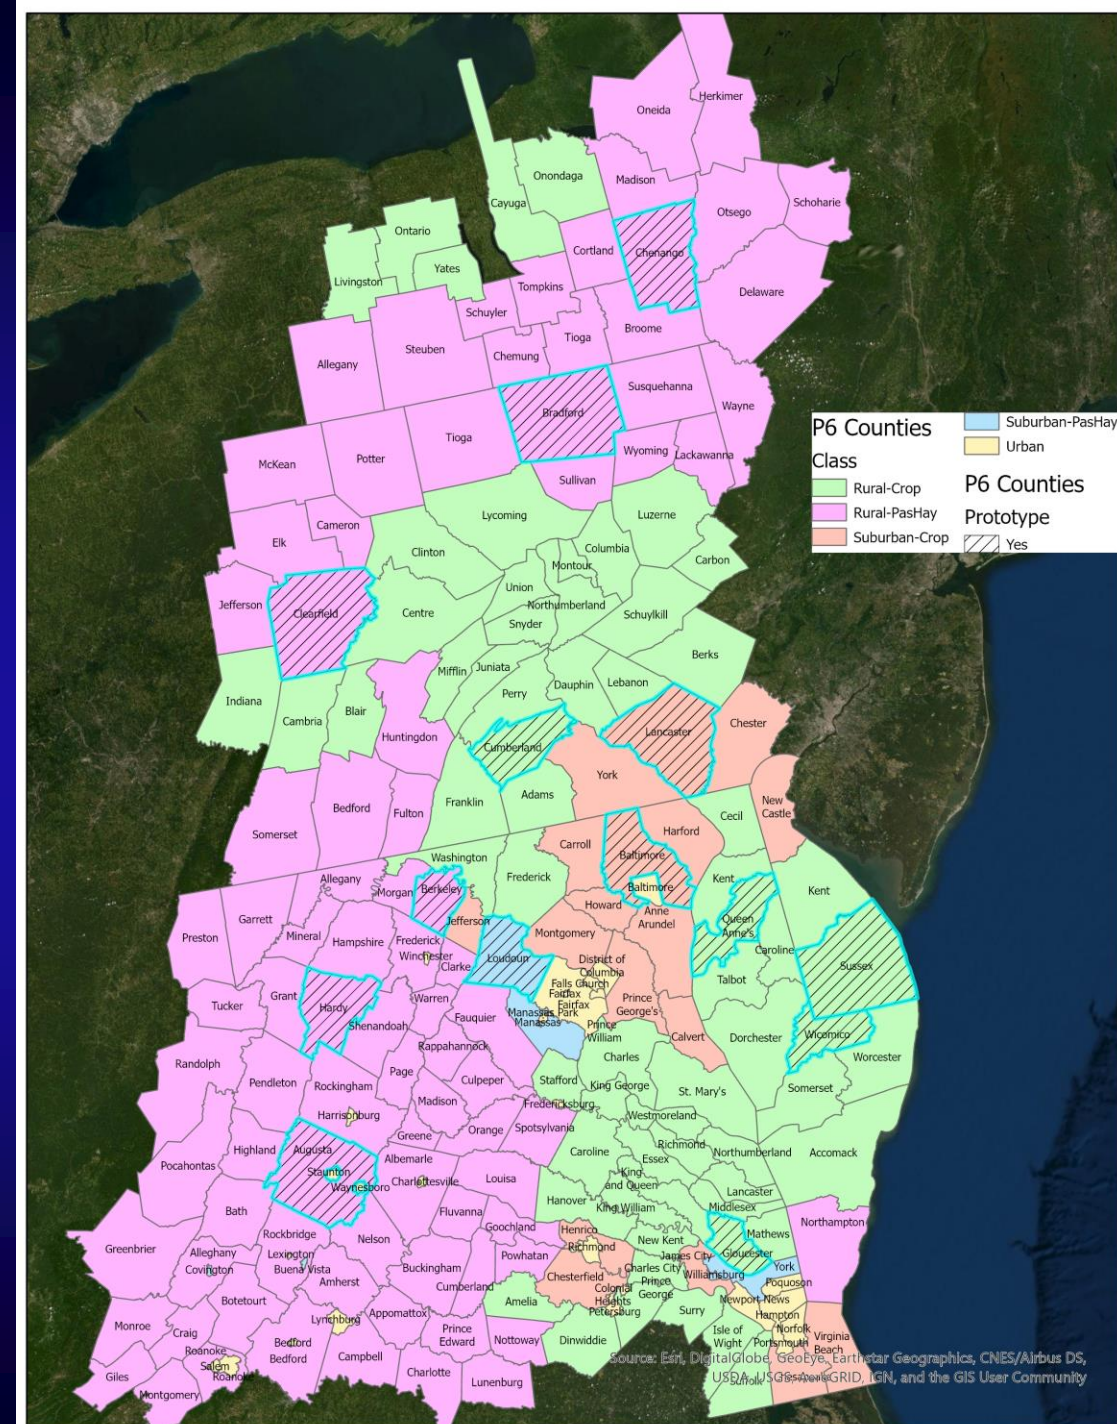 Herkimer
Oneida
Onondaga
Madison
Cayuga
Schoharie
Otsego
Ontario
Cortland
Chenango
Yates
Livingston
Tompkins
Delaware
Schuyler
Broome
Tioga
Steuben
Chemung
Allegany
Susquehanna
Wayne
Bradford
Tioga
Wyoming
Lackawanna
Potter
McKean
Sullivan
P6 Counties
Class
Rural-Crop
Rural-PasHay
Suburban-Crop
Suburban-PasHay
Urban
P6 Counties
Prototype
Yes
Lycoming
Luzerne
Cameron
Elk
Clinton
Columbia
Carbon
Montour
Union
Jefferson
Clearfield
Centre
Northumberland
Snyder
Schuylkill
Berks
Mifflin
Juniata
Dauphin
Lebanon
Perry
Indiana
Cambria
Blair
Huntingdon
Cumberland
Lancaster
Chester
York
Adams
Franklin
Bedford
Fulton
Somerset
New
Castle
Cecil
Harford
Carroll
Baltimore
Washington
Frederick
Allegany
Morgan
Berkeley
Baltimore
Kent
Kent
Howard
Anne
Arundel
Queen
Anne's
Jefferson
Garrett
Preston
Mineral
Hampshire
Frederick
Winchester
Clarke
Montgomery
Loudoun
District of
Columbia
Falls Church
Fairfax
Fairfax
Caroline
Talbot
Sussex
Tucker
Grant
Hardy
Warren
Shenandoah
Fauquier
Manassas Park
Manassas
Prince
William
Prince
George's
Calvert
Dorchester
Wicomico
Worcester
Rappahannock
Randolph
Pendleton
Rockingham
Page
Culpeper
Stafford
Charles
King George
St. Mary's
Somerset
Madison
Harrisonburg
Fredericksburg
Westmoreland
Greene
Orange
Spotsylvania
Richmond
Northumberland
Accomack
Highland
Augusta
Albemarle
Caroline
Essex
Pocahontas
Staunton
Waynesboro
Charlottesville
Louisa
King
and Queen
Lancaster
Middlesex
Hanover
King William
Bath
Fluvanna
Goochland
Northampton
Rockbridge
Nelson
Henrico
Richmond
New Kent
Mathews
Gloucester
Greenbrier
Alleghany
Covington
Lexington
Buena Vista
Buckingham
Powhatan
James City
Charles City
Williamsburg
York
Amherst
Cumberland
Chesterfield
Colonial
Heights
Petersburg
Prince
George
Poquoson
Botetourt
Appomattox
Amelia
Newport News
Hampton
Surry
Monroe
Craig
Lynchburg
Prince
Edward
Nottoway
Dinwiddie
Isle of
Wight
Norfolk
Portsmouth
Virginia
Beach
Roanoke
Salem
Roanoke
Bedford
Bedford
Campbell
Charlotte
Lunenburg
Giles
Montgomery
Suffolk
Source: Esri, DigitalGlobe, GeoEye, Earthstar Geographics, CNES/Airbus DS,
USDA, USGS, AeroGRID, IGN, and the GIS User Community